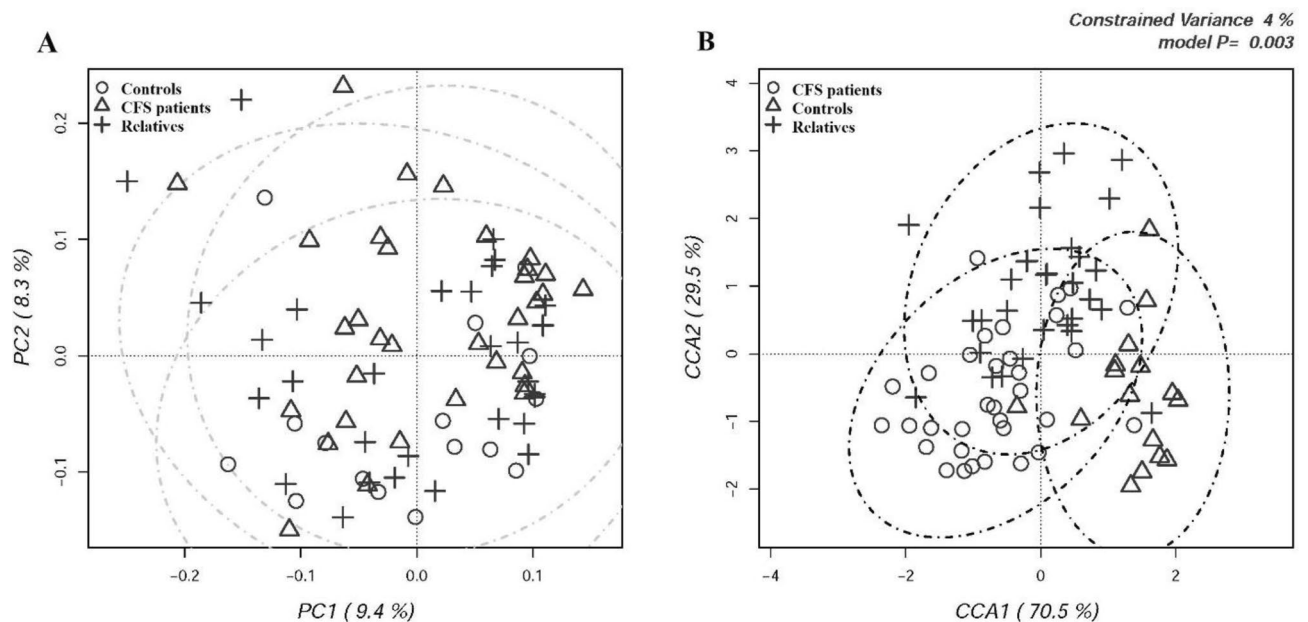 A
Controls
CFS patients
Relatives
PC2 ( 8.3 %)
0.2
0.1
0.0
−0.1
−0.2
−0.1
0.0
0.1
PC1 ( 9.4 %)
B
Constrained Variance 4 %
model P= 0.003
CFS patients
Controls
Relatives
CCA2 ( 29.5 %)
4
3
2
1
0
−1
−2
−4
−2
0
2
CCA1 ( 70.5 %)